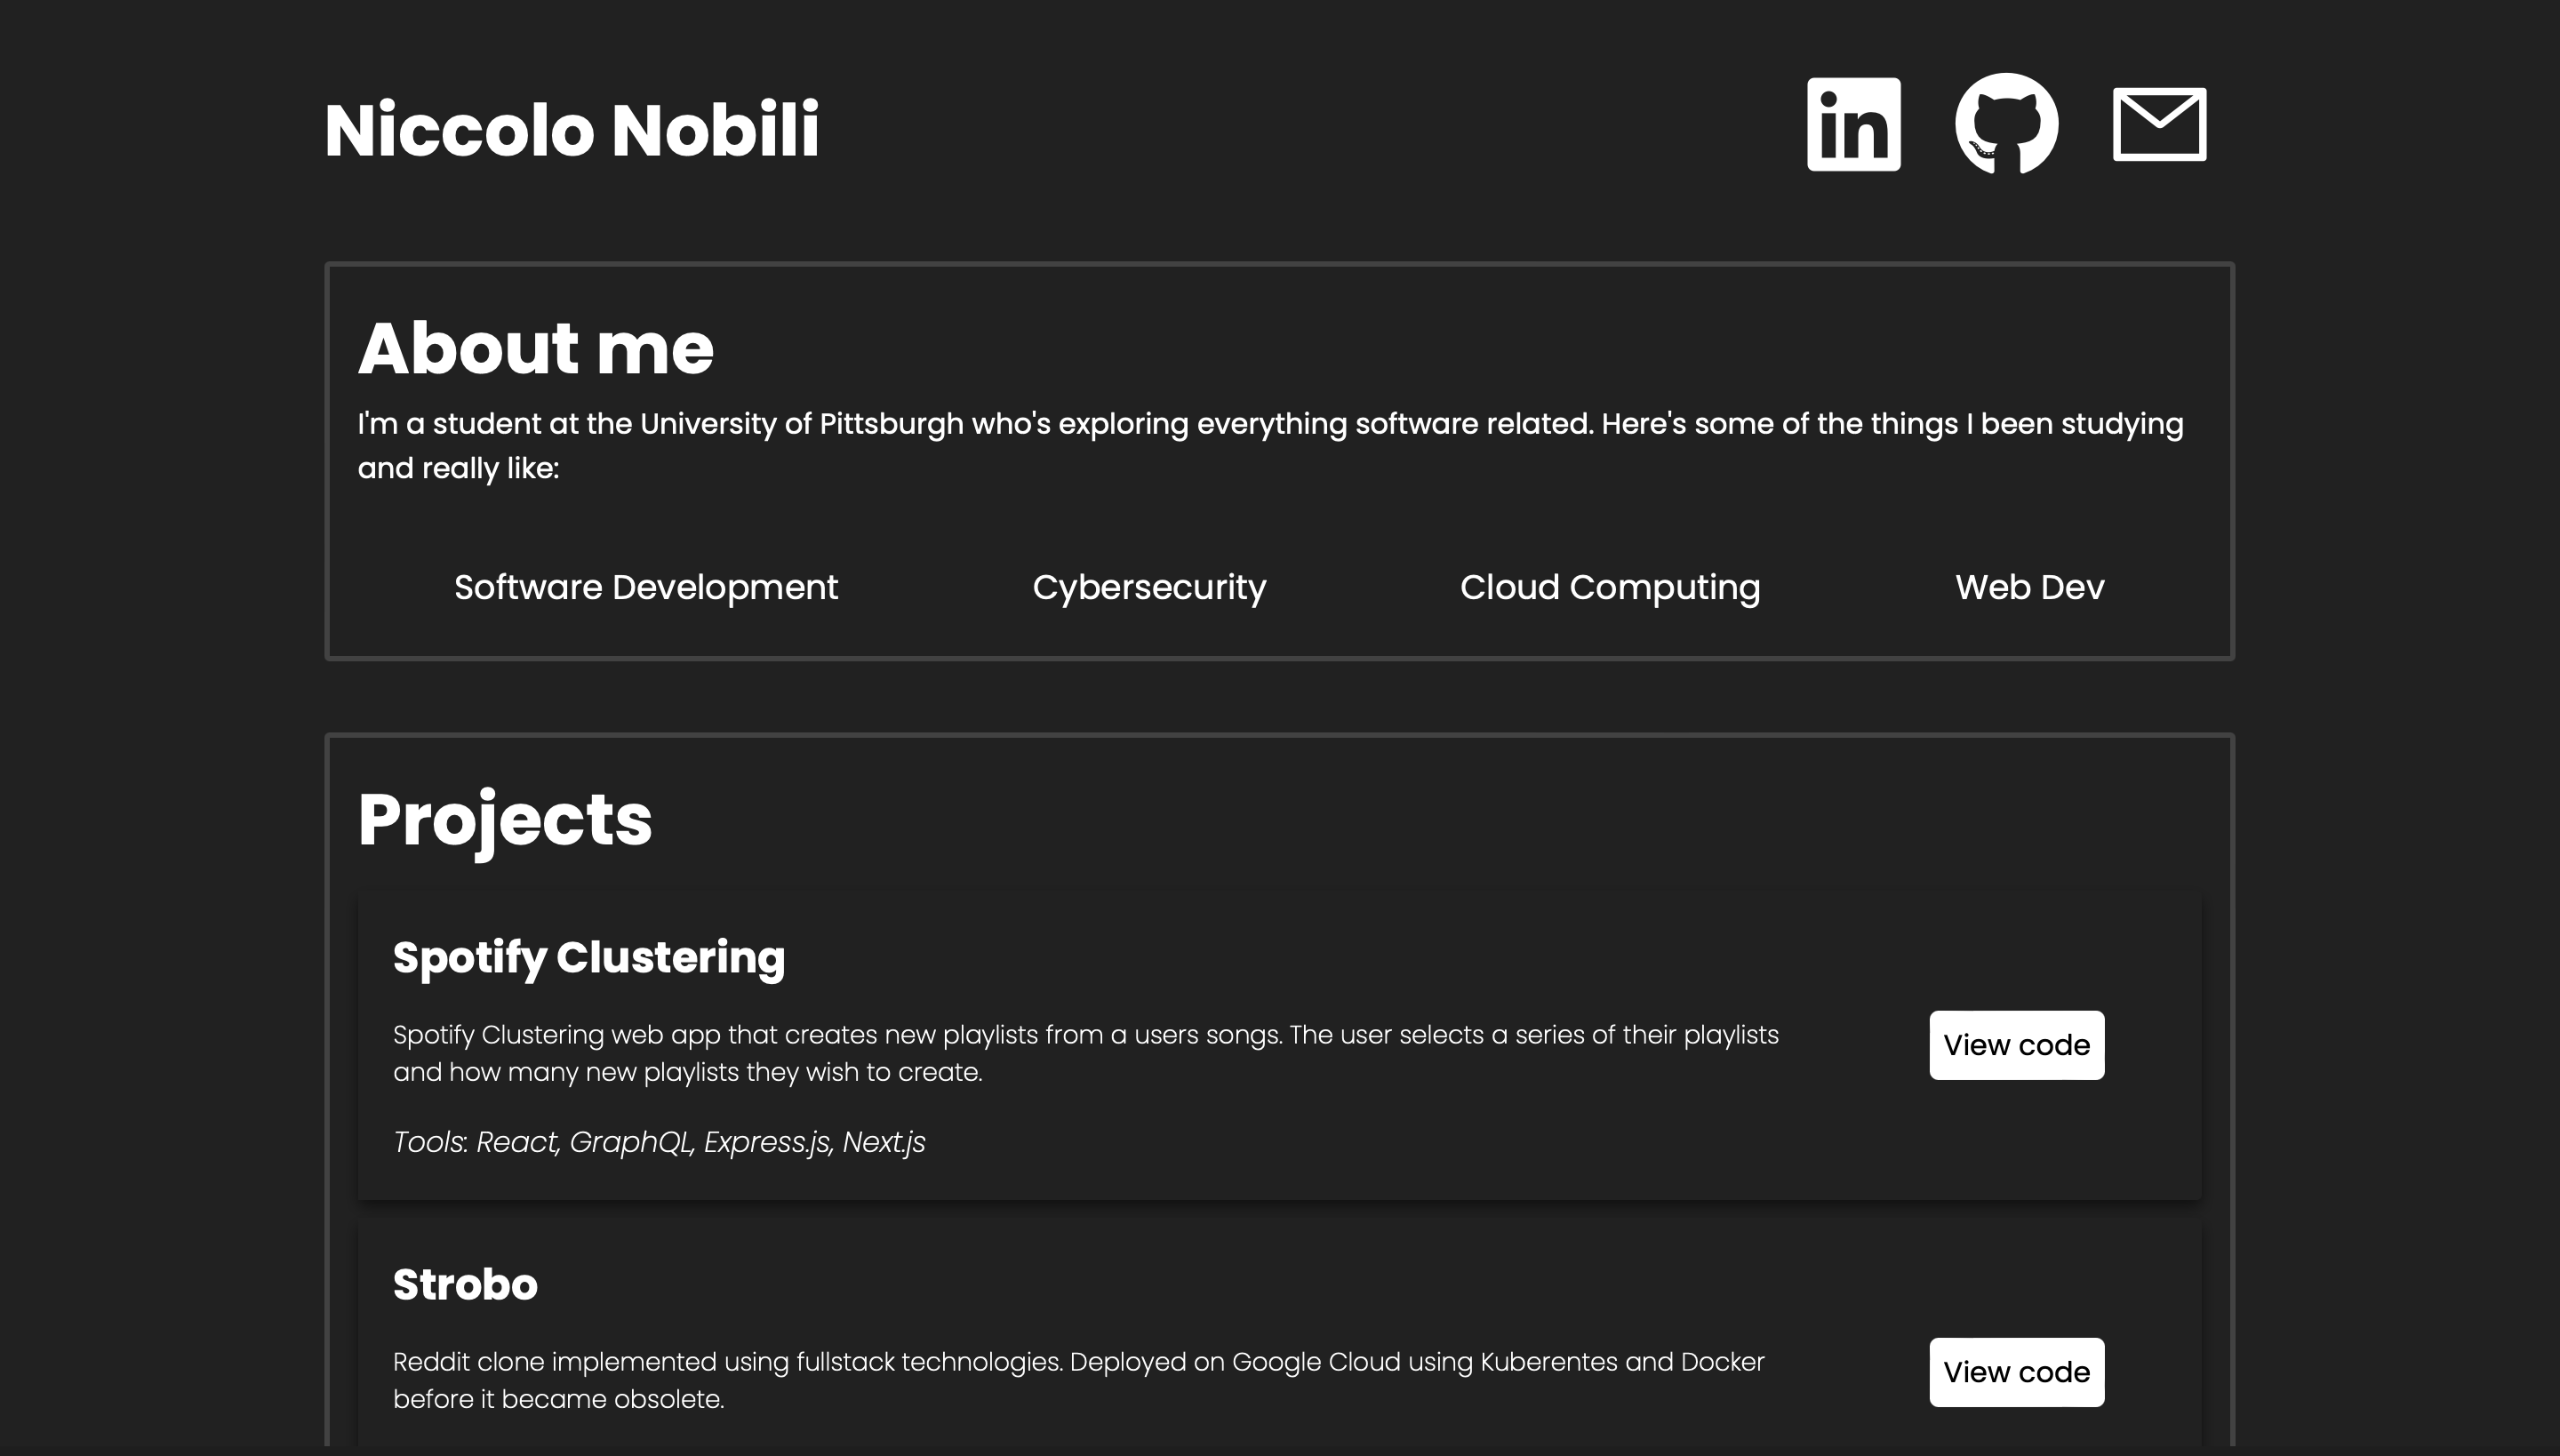 Niccolo Nobili
in
About me
I'm a student at the University of Pittsburgh who's exploring everything software related. Here's some of the things I been studying
and really like:
Software Development
Cybersecurity
Cloud Computing
Web Dev
Projects
Spotify Clustering
Spotify Clustering web app that creates new playlists from a users songs. The user selects a series of their playlists
and how many new playlists they wish to create.
View code
Tools: React, GraphQL, Express.js, Next.js
Strobo
Reddit clone implemented using fullstack technologies. Deployed on Google Cloud using Kuberentes and Docker
before it became obsolete.
View code